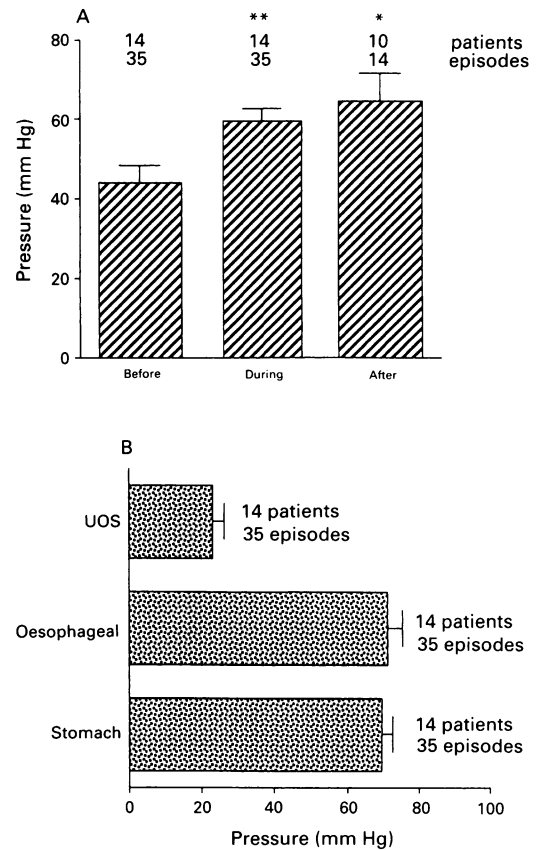 A
** *
14 14 10 patients
35 35 14 episodes
80
60
40
20
0
Pressure (mm Hg)
Before During After
B
UOS
14 patients
35 episodes
Oesophageal
14 patients
35 episodes
Stomach
14 patients
35 episodes
0 20 40 60 80 100
Pressure (mm Hg)